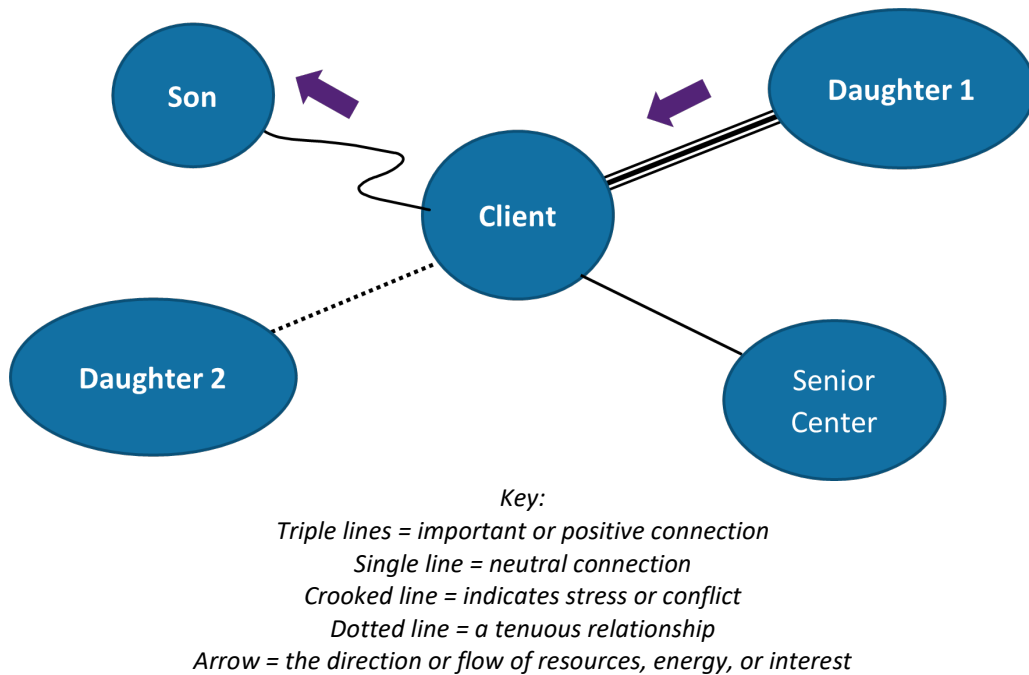 Son
Daughter 1
Client
Daughter 2
Senior
Center
Key:
Triple lines = important or positive connection
Single line = neutral connection
Crooked line = indicates stress or conflict
Dotted line = a tenuous relationship
Arrow = the direction or flow of resources, energy, or interest